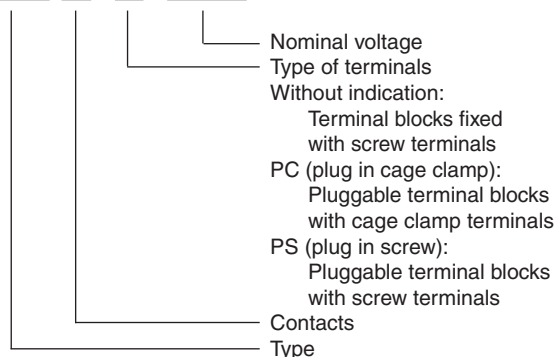 Nominal voltage
Type of terminals
Without indication:
Terminal blocks fixed
with screw terminals
PC (plug in cage clamp):
Pluggable terminal blocks
with cage clamp terminals
PS (plug in screw):
Pluggable terminal blocks
with screw terminals
Contacts
Type